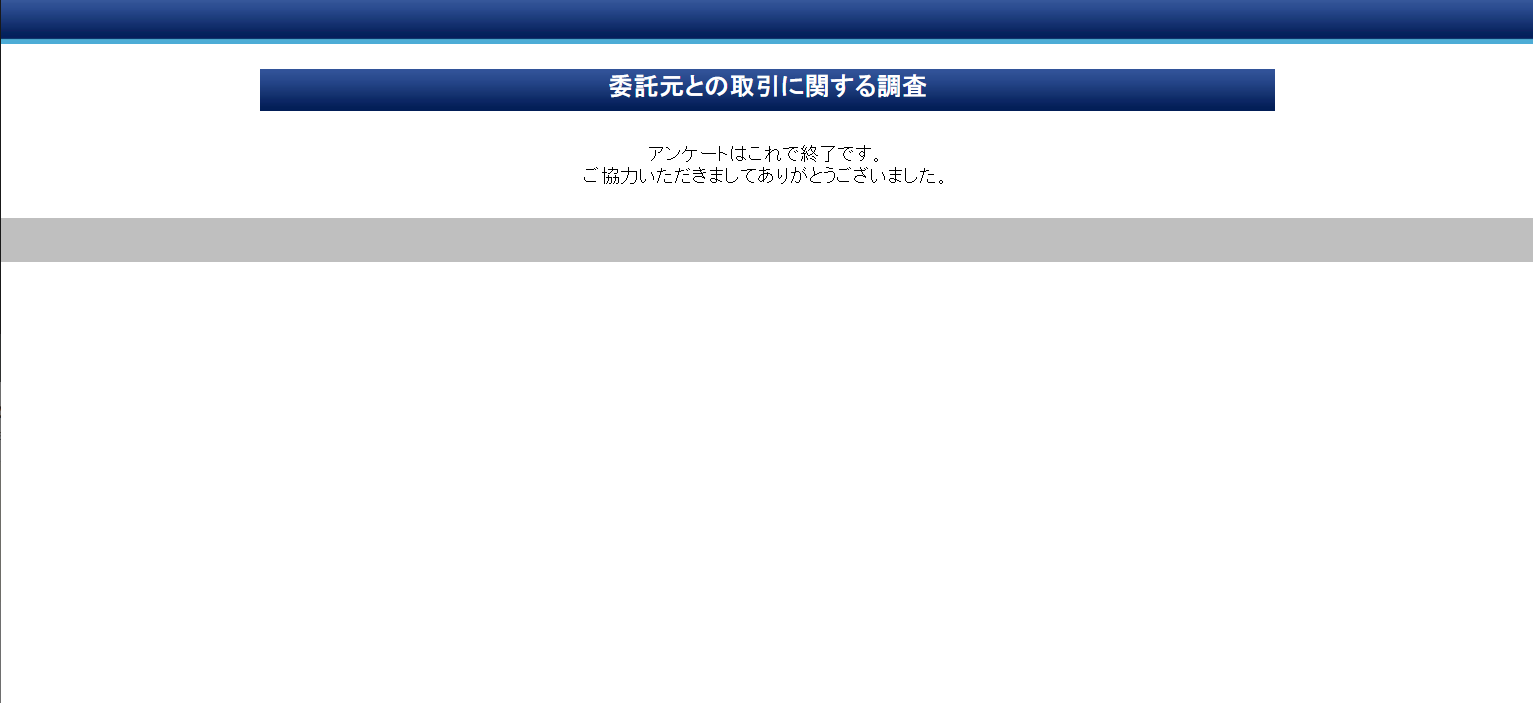 委託元との取引に関する調査
アンケートはこれで終了です。
ご協力いただきましてありがとうございました。